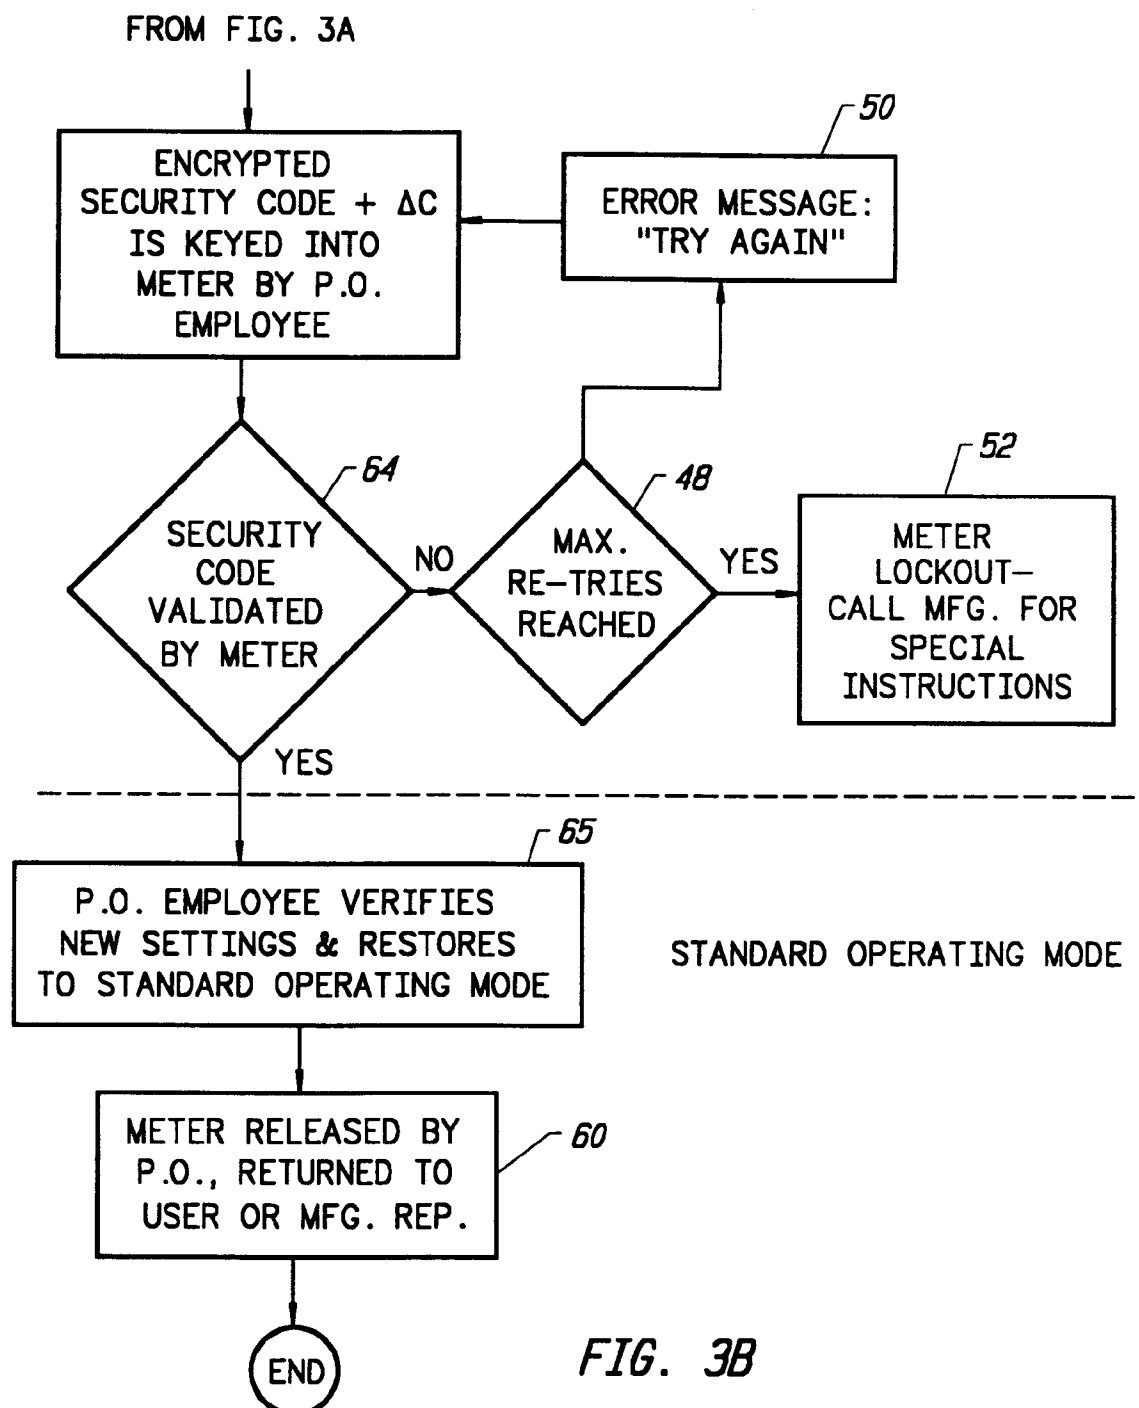 FROM FIG. 3A
ENCRYPTED
SECURITY CODE + ΔC
IS KEYED INTO
METER BY P.O.
EMPLOYEE
50
ERROR MESSAGE:
"TRY AGAIN"
64
SECURITY
CODE
VALIDATED
BY METER
NO
48
MAX.
RE-TRIES
REACHED
YES
52
METER
LOCKOUT-
CALL MFG. FOR
SPECIAL
INSTRUCTIONS
YES
65
P.O. EMPLOYEE VERIFIES
NEW SETTINGS & RESTORES
TO STANDARD OPERATING MODE
STANDARD OPERATING MODE
METER RELEASED BY
P.O., RETURNED TO
USER OR MFG. REP.
60
END
FIG. 3B